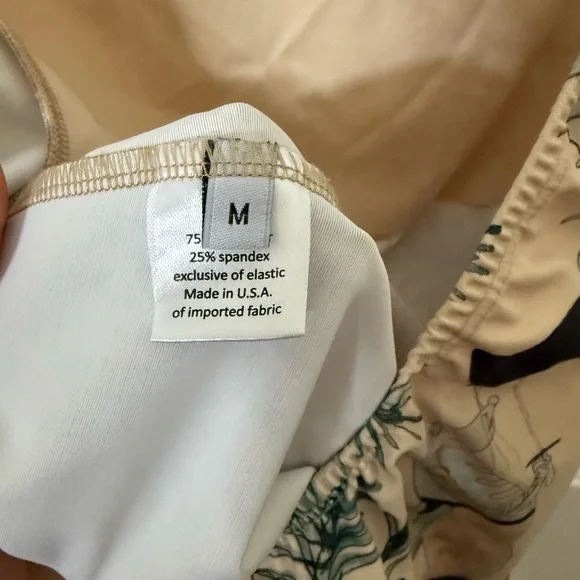 M
75
25% spandex
exclusive of elastic
Made in U.S.A.
of imported fabric